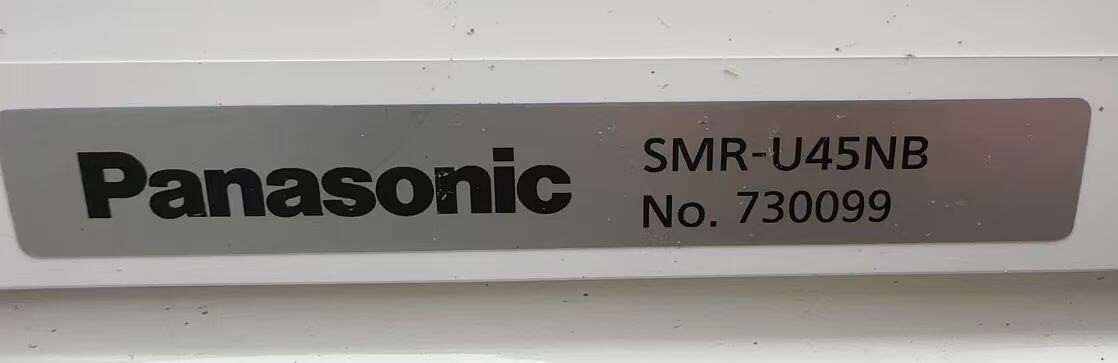 Panasonic
SMR-U45NB
No. 730099